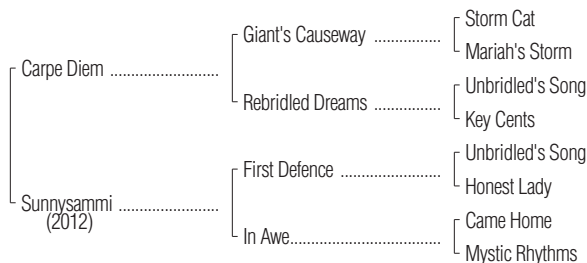 Storm Cat
Giant's Causeway ................
Mariah's Storm
Carpe Diem ..........................
Unbridled's Song
Rebridled Dreams ................
Key Cents
Unbridled's Song
First Defence ........................
Honest Lady
Sunnysammi ........................
(2012)
Came Home
In Awe....................................
Mystic Rhythms